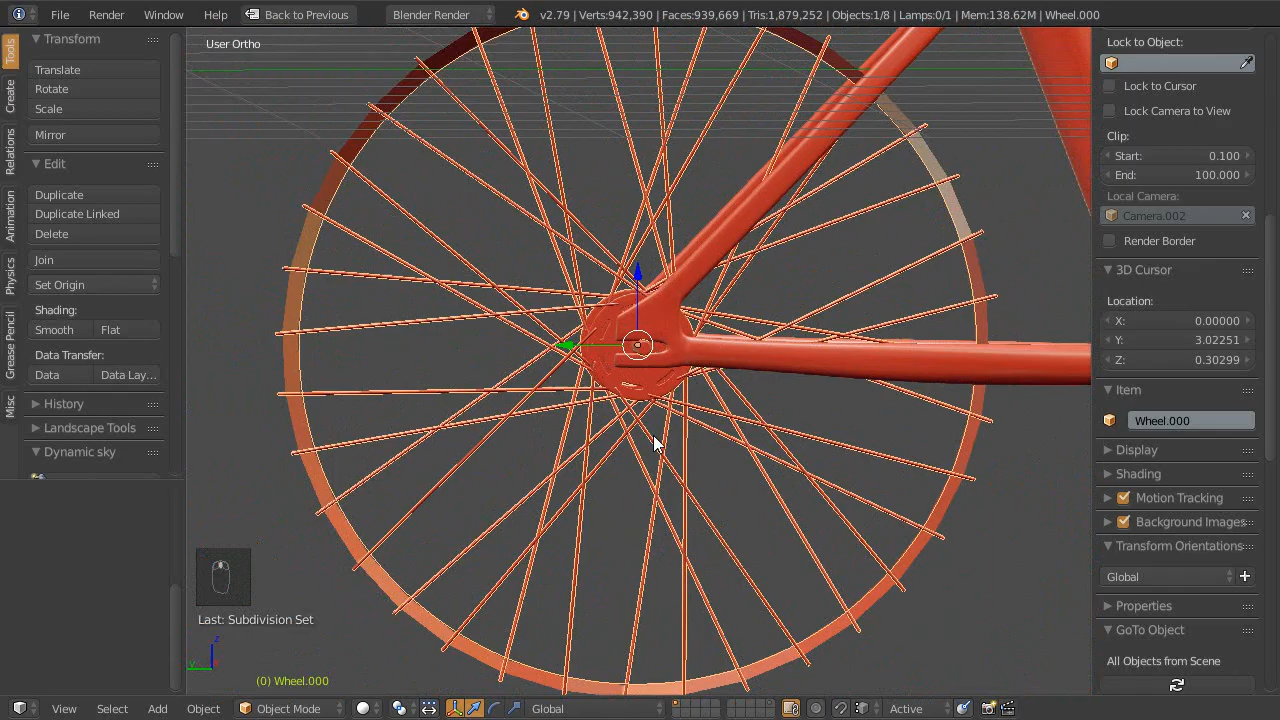 File Render Window Help Back to Previous Blender Render v2.79 | Verts:942,390 | Faces:939,669 | Tris:1,879,252 | Objects:1/8 | Lamps:0/1 | Mem:138.62M | Wheel.000
User Ortho
Tools
Create
Relations
Animation
Physics
Grease Pencil
Misc
Transform
Translate
Rotate
Scale
Mirror
Edit
Duplicate
Duplicate Linked
Delete
Join
Set Origin
Shading:
Smooth Flat
Data Transfer:
Data Data Lay...
History
Landscape Tools
Dynamic sky
Last: Subdivision Set
z
y
(0) Wheel.000
Lock to Object:
Lock to Cursor
Lock Camera to View
Clip:
Start: 0.100
End: 100.000
Local Camera:
Camera.002
Render Border
3D Cursor
Location:
X: 0.00000
Y: 3.02251
Z: 0.30299
Item
Wheel.000
Display
Shading
Motion Tracking
Background Images
Transform Orientations
Global
Properties
GoTo Object
All Objects from Scene
View Select Add Object Object Mode Global Active